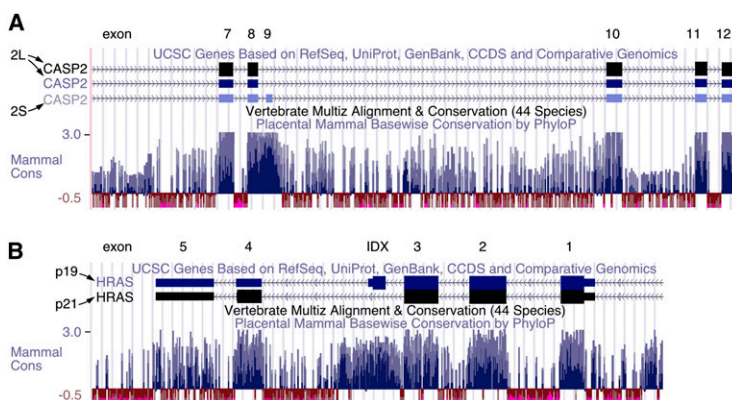 A
exon 7 8 9 10 11 12
UCSC Genes Based on RefSeq, UniProt, GenBank, CCDS and Comparative Genomics
2L
CASP2
CASP2
2S CASP2
Vertebrate Multiz Alignment & Conservation (44 Species)
Placental Mammal Basewise Conservation by PhyloP
3.0
Mammal
Cons
-0.5
B
exon 5 4 IDX 3 2 1
UCSC Genes Based on RefSeq, UniProt, GenBank, CCDS and Comparative Genomics
p19
HRAS
HRAS
p21
Vertebrate Multiz Alignment & Conservation (44 Species)
Placental Mammal Basewise Conservation by PhyloP
3.0
Mammal
Cons
-0.5